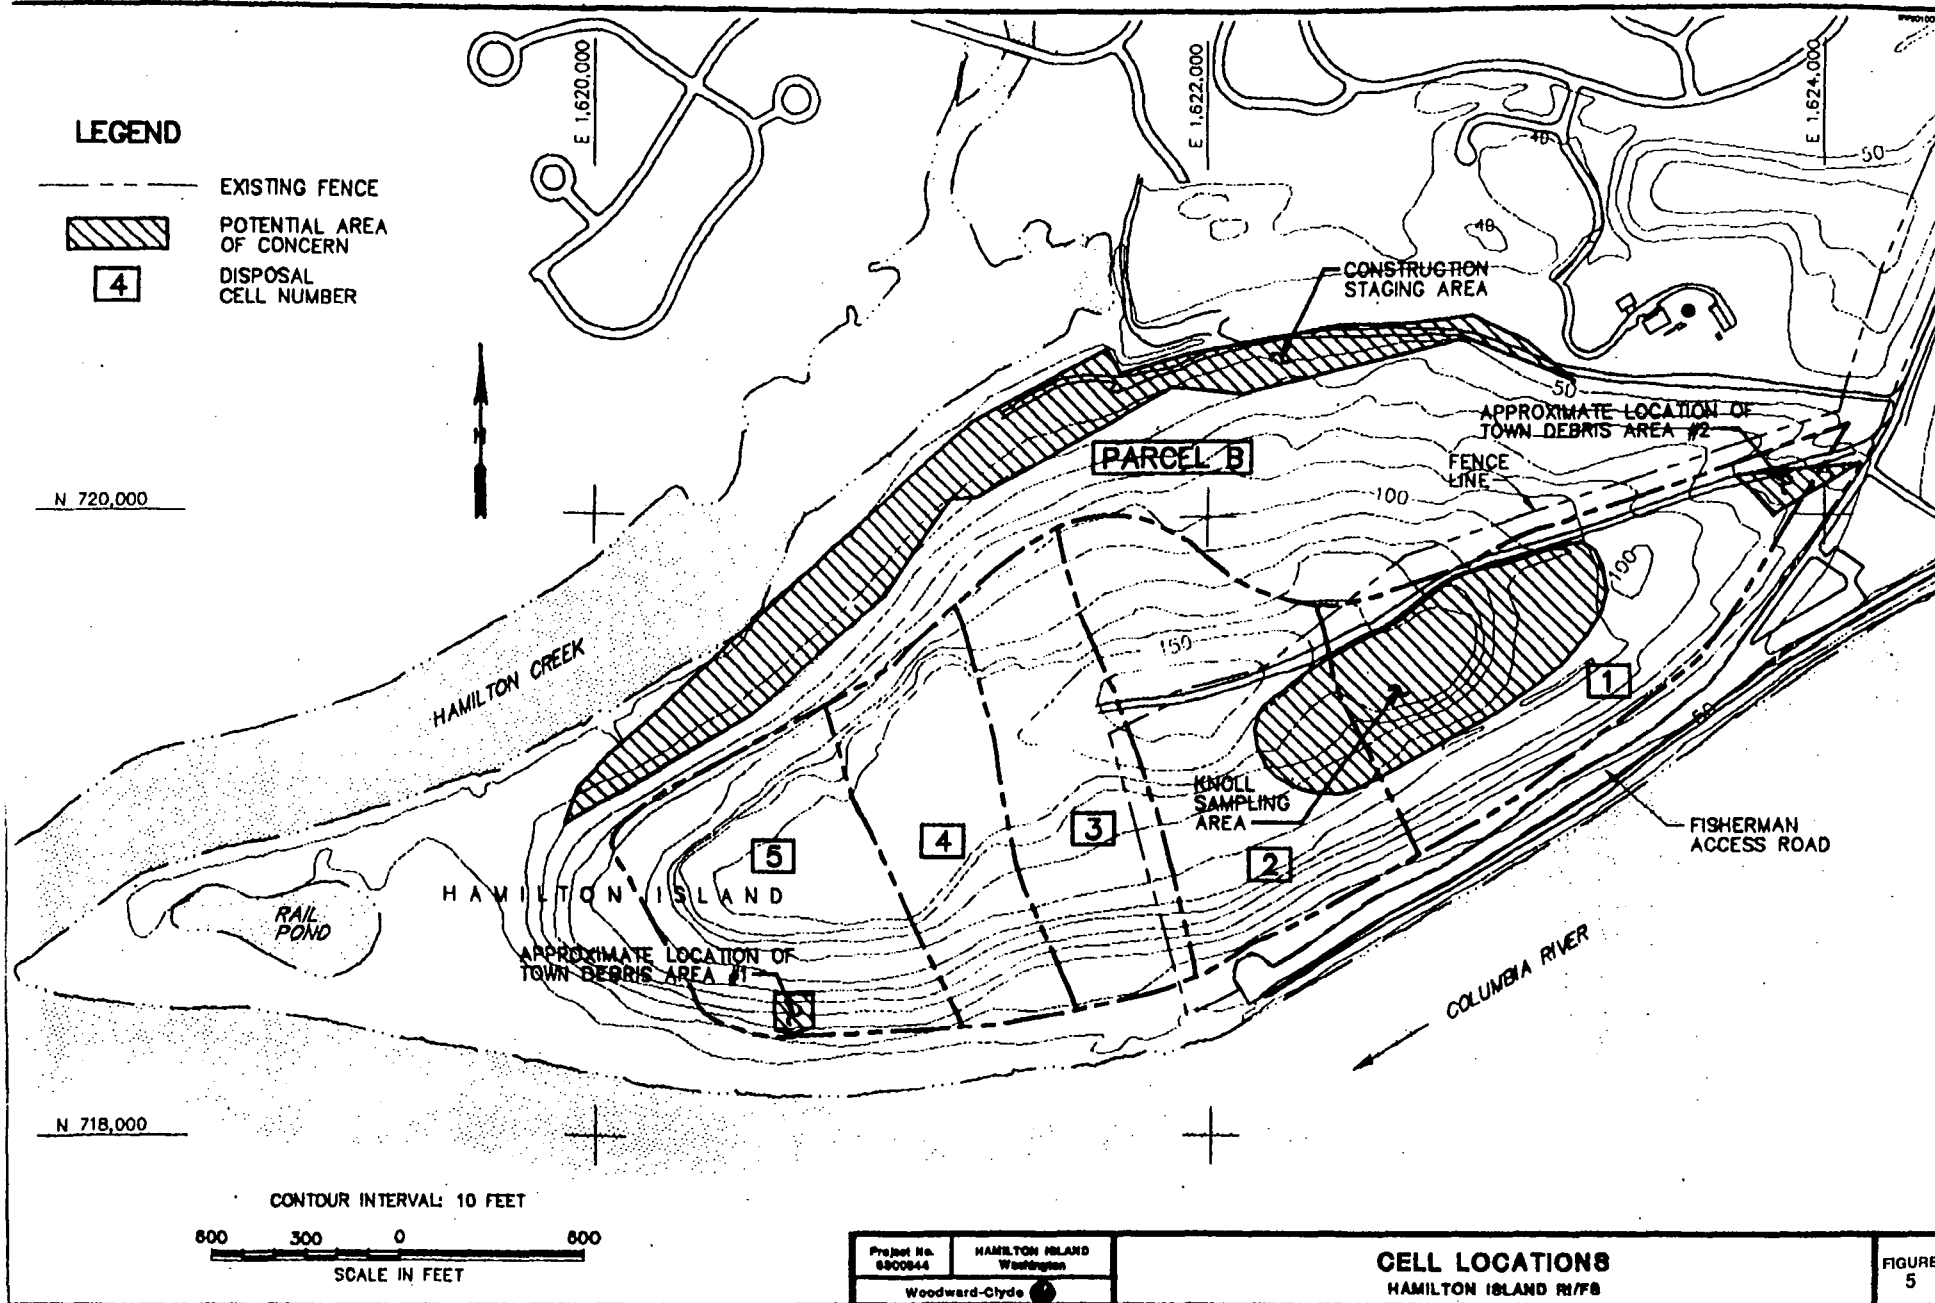 E 1,620,000
E 1,622,000
E 1,624,000
LEGEND
EXISTING FENCE
POTENTIAL AREA
OF CONCERN
4
DISPOSAL
CELL NUMBER
40
50
40
CONSTRUCTION
STAGING AREA
50
APPROXIMATE LOCATION OF
TOWN DEBRIS AREA #2
PARCEL B
FENCE
LINE
N
N 720,000
100
100
150
HAMILTON CREEK
1
KNOLL
SAMPLING
AREA
5
4
3
2
FISHERMAN
ACCESS ROAD
HAMILTON ISLAND
RAIL
POND
APPROXIMATE LOCATION OF
TOWN DEBRIS AREA #1
COLUMBIA RIVER
N 718,000
CONTOUR INTERVAL: 10 FEET
600 300 0 600
SCALE IN FEET
Project No.
HAMILTON ISLAND
Washington
Woodward-Clyde
CELL LOCATIONS
HAMILTON ISLAND RI/FS
FIGURE
5